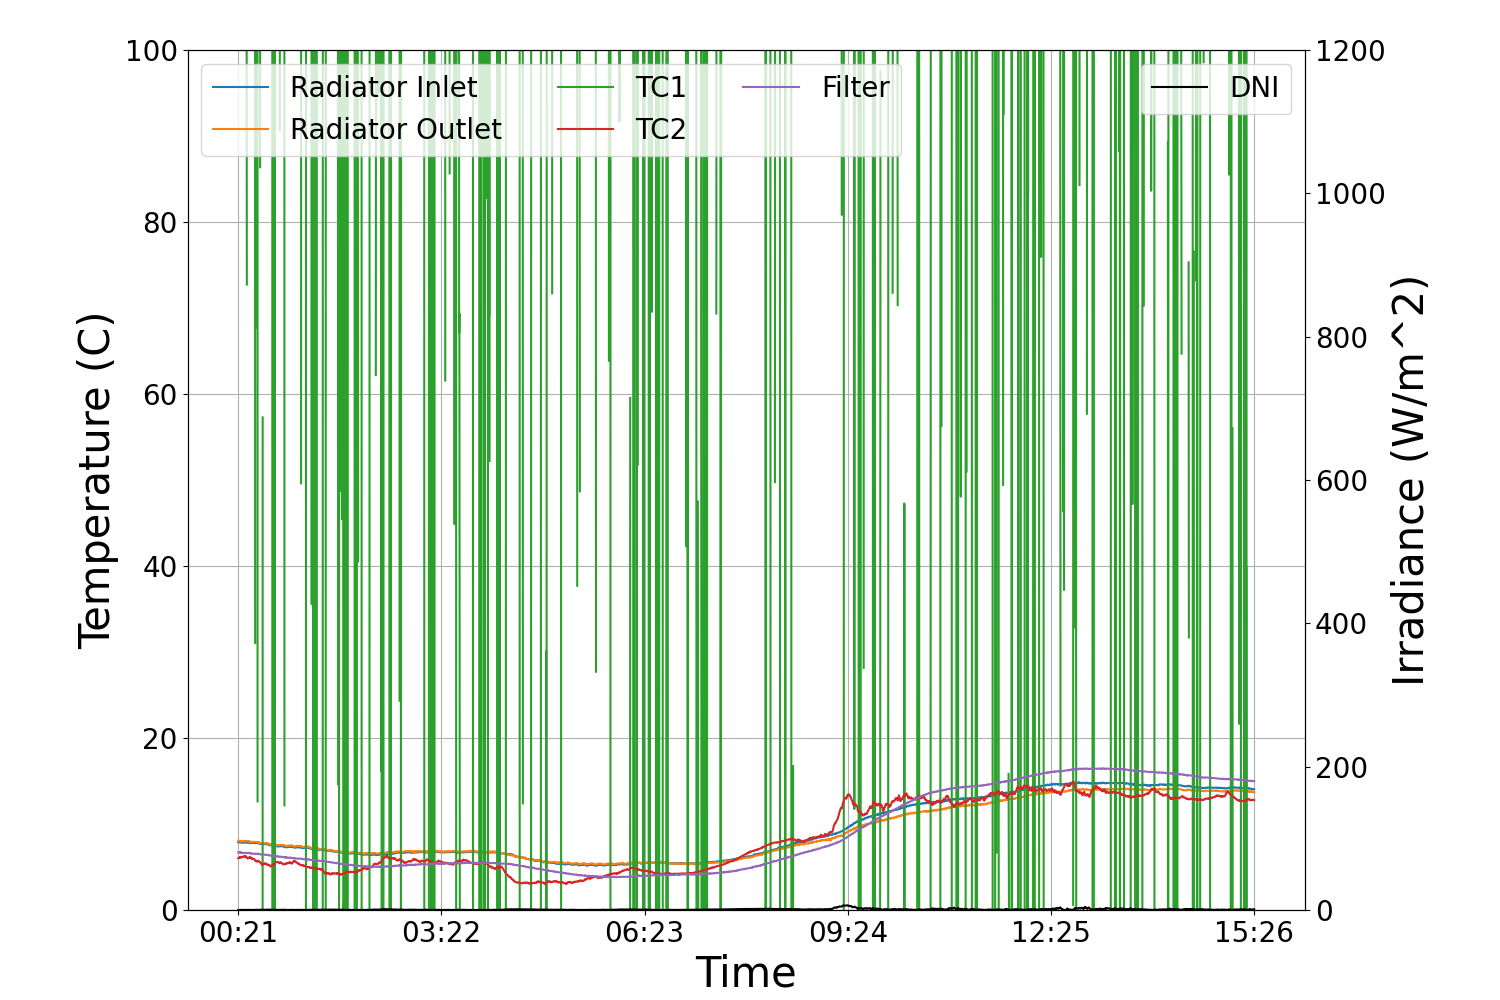 100
80
60
40
20
0
Temperature (C)
Radiator Inlet
Radiator Outlet
TC1
TC2
Filter
DNI
1200
1000
800
600
400
200
0
Irradiance (W/m^2)
00:21 03:22 06:23 09:24 12:25 15:26
Time